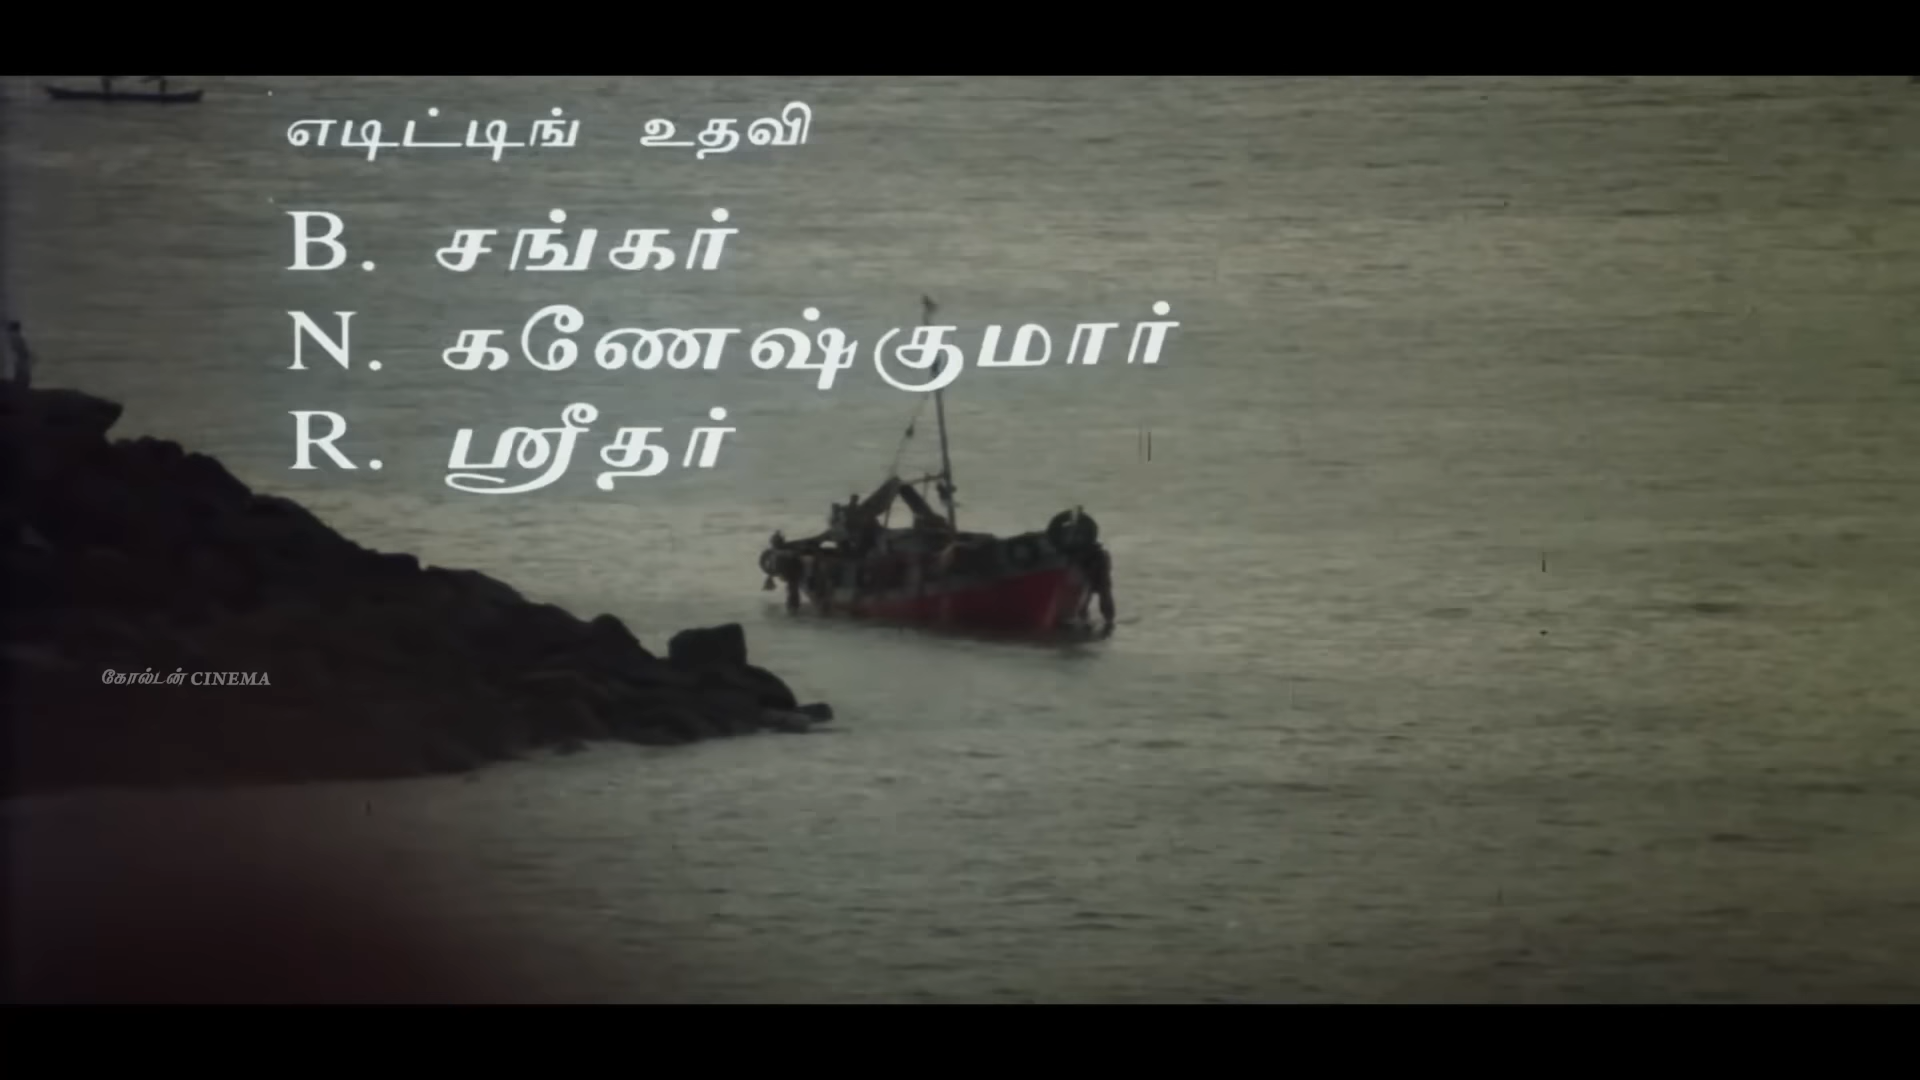 எடிட்டிங் உதவி
B. சங்கர்
N. கணேஷ்குமார்
R. ஸ்ரீதர்
கோல்டன் CINEMA